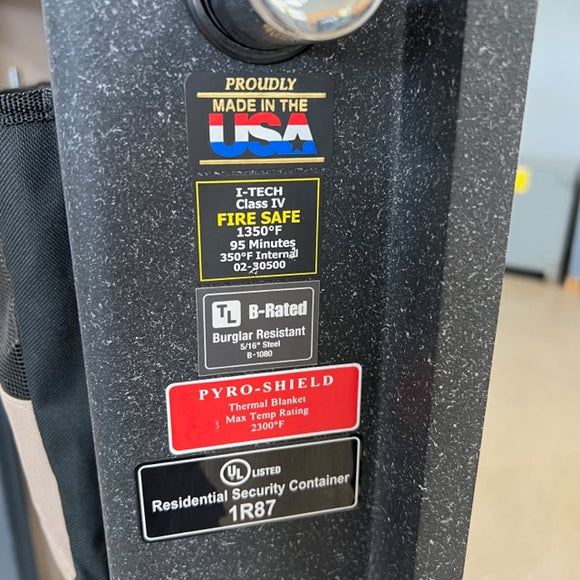 PROUDLY
MADE IN THE
USA
I-TECH
Class IV
FIRE SAFE
1350°F
95 Minutes
350°F Internal
02-30500
TL B-Rated
Burglar Resistant
5/16" Steel
B-1080
PYRO-SHIELD
Thermal Blanket
Max Temp Rating
2300°F
UL LISTED
Residential Security Container
1R87